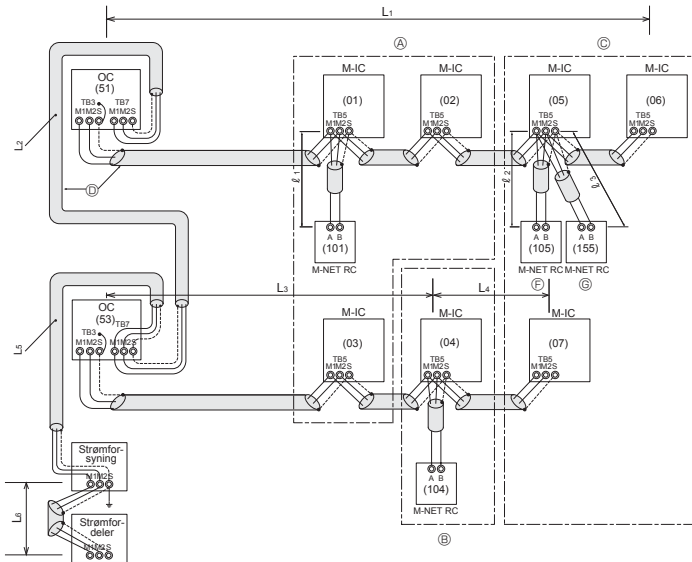 L1
A
C
OC
(51)
TB3 TB7
M1M2S M1M2S
M-IC
(01)
TB5
M1M2S
M-IC
(02)
TB5
M1M2S
M-IC
(05)
TB5
M1M2S
M-IC
(06)
TB5
M1M2S
L2
D
ℓ1
ℓ2
ℓ3
A B
(101)
M-NET RC
A B
(105)
M-NET RC
F
A B
(155)
M-NET RC
G
L3
L4
OC
(53)
TB3 TB7
M1M2S M1M2S
M-IC
(03)
TB5
M1M2S
M-IC
(04)
TB5
M1M2S
M-IC
(07)
TB5
M1M2S
L5
Strømfor-
syning
M1M2S
A B
(104)
M-NET RC
B
L6
Strømfor-
deler
M1M2S